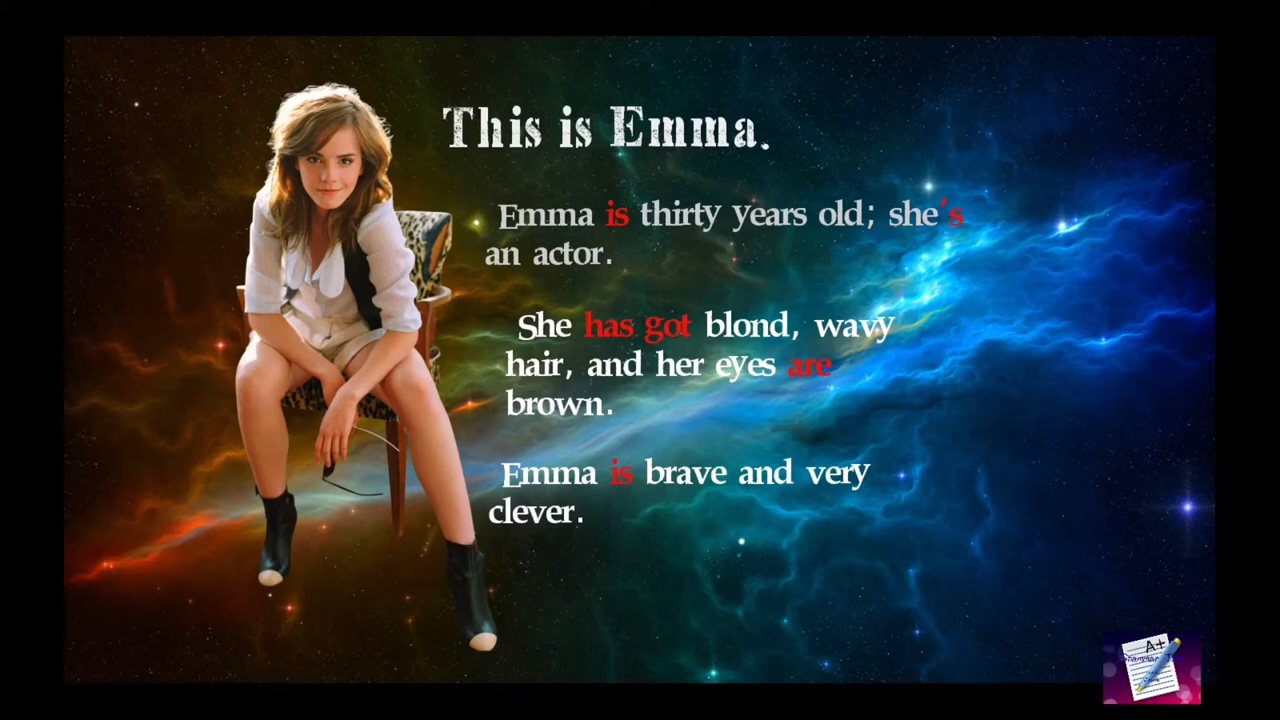 This is Emma.
Emma is thirty years old; she's
an actor.
She has got blond, wavy
hair, and her eyes are
brown.
Emma is brave and very
clever.
A+